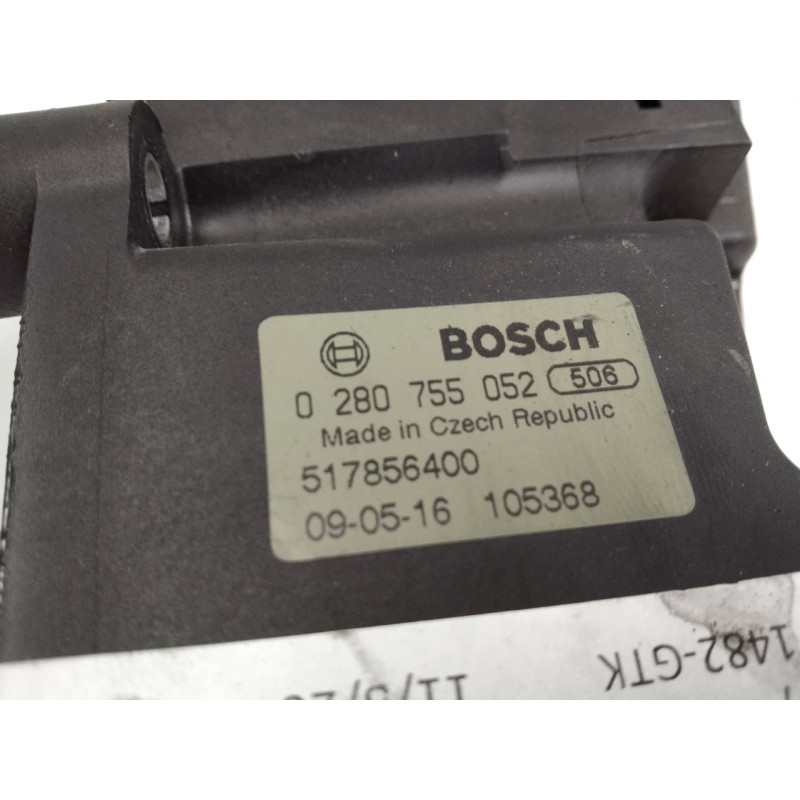 BOSCH
0 280 755 052 506
Made in Czech Republic
517856400
09-05-16 105368
1482-GTK